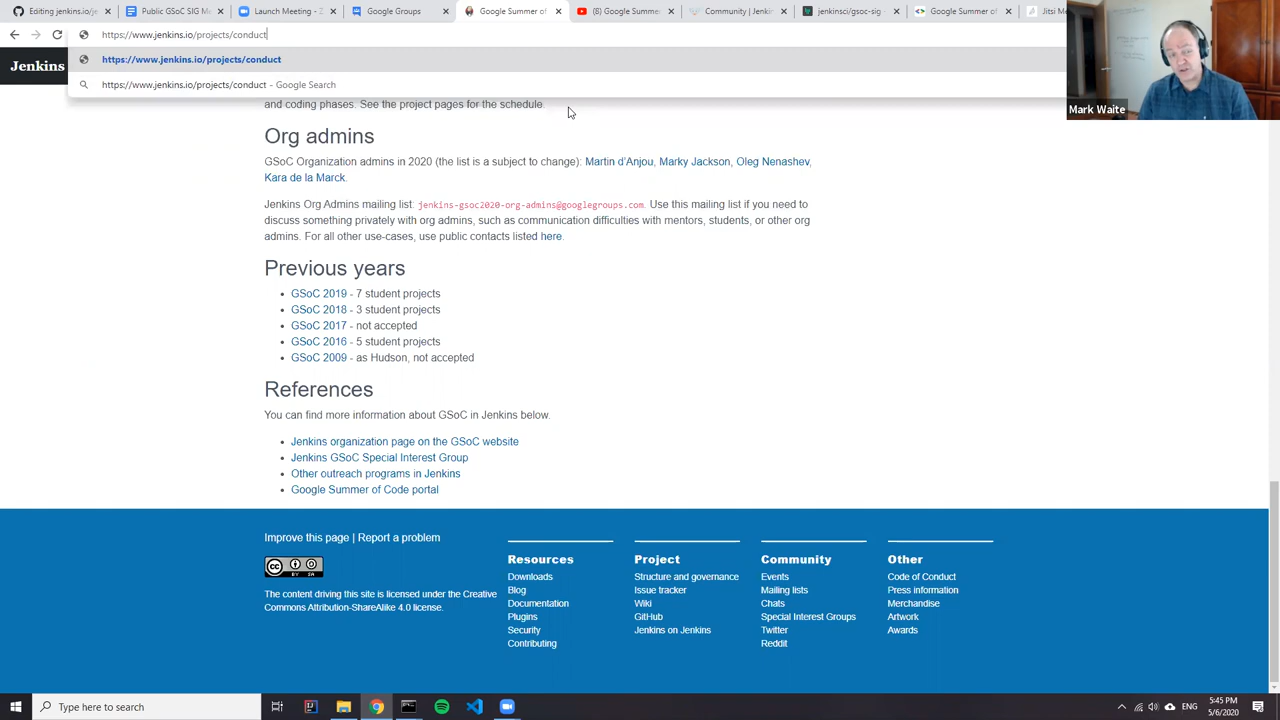 Editing jenkins.io/
Public GSoC SIG M
Launch Meeting - Z
Google Groups
Google Summer of
(8) Google Summer
Community | Jenkin
jenkinsci/gsoc-sig
Google Summer of
Jitsi Me
https://www.jenkins.io/projects/conduct
https://www.jenkins.io/projects/conduct
https://www.jenkins.io/projects/conduct - Google Search
Jenkins
Mark Waite
and coding phases. See the project pages for the schedule.
Org admins
GSoC Organization admins in 2020 (the list is a subject to change): Martin d'Anjou, Marky Jackson, Oleg Nenashev,
Kara de la Marck.
Jenkins Org Admins mailing list: jenkins-gsoc2020-org-admins@googlegroups.com. Use this mailing list if you need to
discuss something privately with org admins, such as communication difficulties with mentors, students, or other org
admins. For all other use-cases, use public contacts listed here.
Previous years
GSoC 2019 - 7 student projects
GSoC 2018 - 3 student projects
GSoC 2017 - not accepted
GSoC 2016 - 5 student projects
GSoC 2009 - as Hudson, not accepted
References
You can find more information about GSoC in Jenkins below.
Jenkins organization page on the GSoC website
Jenkins GSoC Special Interest Group
Other outreach programs in Jenkins
Google Summer of Code portal
Improve this page | Report a problem
cc BY SA
The content driving this site is licensed under the Creative
Commons Attribution-ShareAlike 4.0 license.
Resources
Downloads
Blog
Documentation
Plugins
Security
Contributing
Project
Structure and governance
Issue tracker
Wiki
GitHub
Jenkins on Jenkins
Community
Events
Mailing lists
Chats
Special Interest Groups
Twitter
Reddit
Other
Code of Conduct
Press information
Merchandise
Artwork
Awards
Type here to search
ENG
5:45 PM
5/6/2020